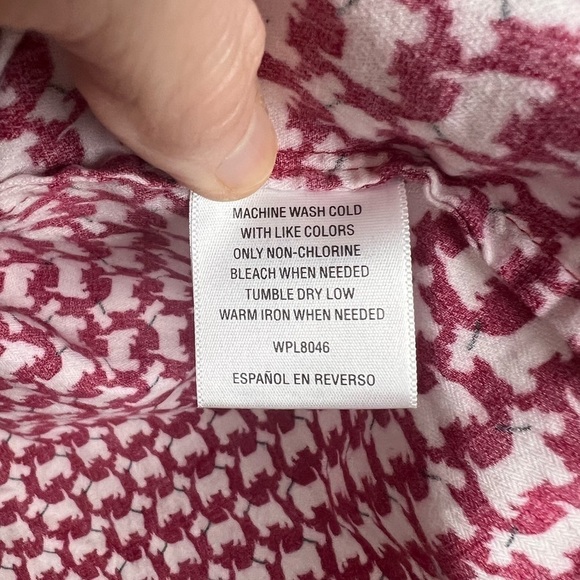 MACHINE WASH COLD
WITH LIKE COLORS
ONLY NON-CHLORINE
BLEACH WHEN NEEDED
TUMBLE DRY LOW
WARM IRON WHEN NEEDED
WPL8046
ESPAÑOL EN REVERSO